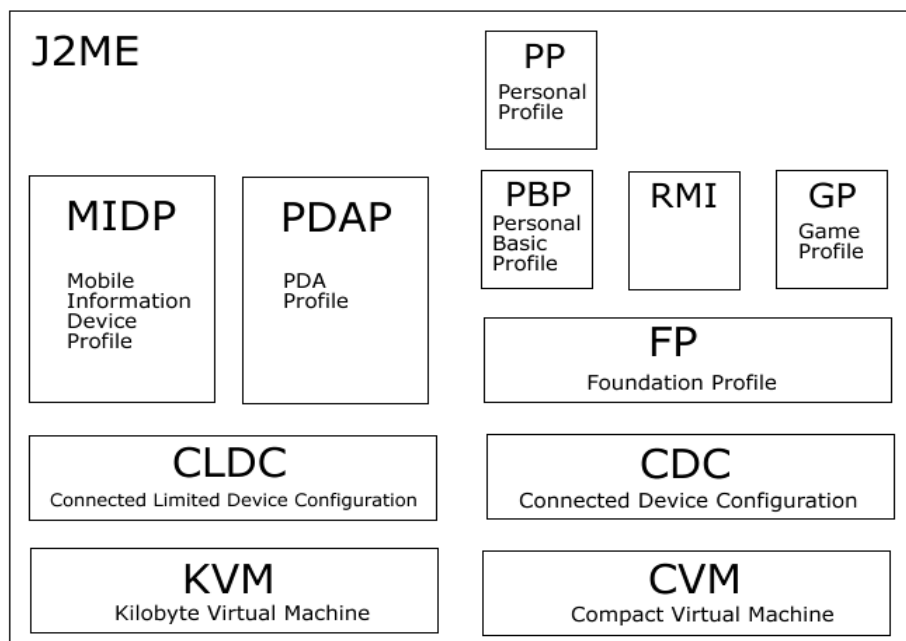 J2ME
PP
Personal
Profile
MIDP
Mobile
Information
Device
Profile
PDAP
PDA
Profile
PBP
Personal
Basic
Profile
RMI
GP
Game
Profile
FP
Foundation Profile
CLDC
Connected Limited Device Configuration
CDC
Connected Device Configuration
KVM
Kilobyte Virtual Machine
CVM
Compact Virtual Machine